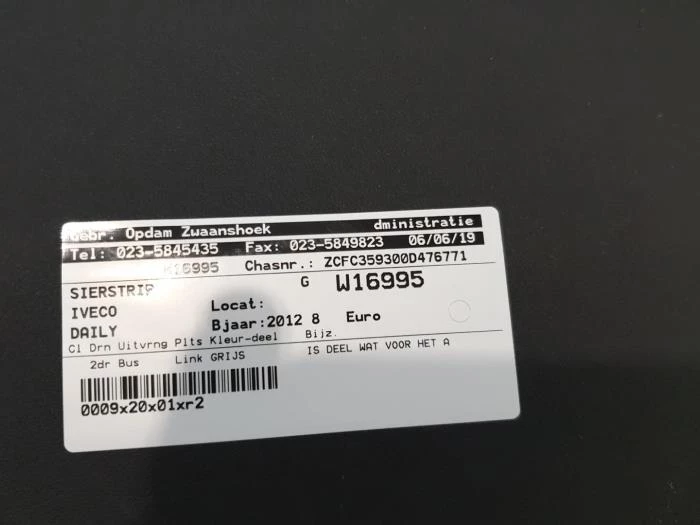 Gebr. Opdam Zwaanshoek dministratie
Tel: 023-5845435 Fax: 023-5849823 06/06/19
W16995 Chasnr.: ZCFC359300D476771
SIERSTRIP G W16995
IVECO Locat:
DAILY Bjaar:2012 8 Euro
Cl Drn Uitvrng Plts Kleur-deel Bijz.
2dr Bus Link GRIJS IS DEEL WAT VOOR HET A
0009x20x01xr2